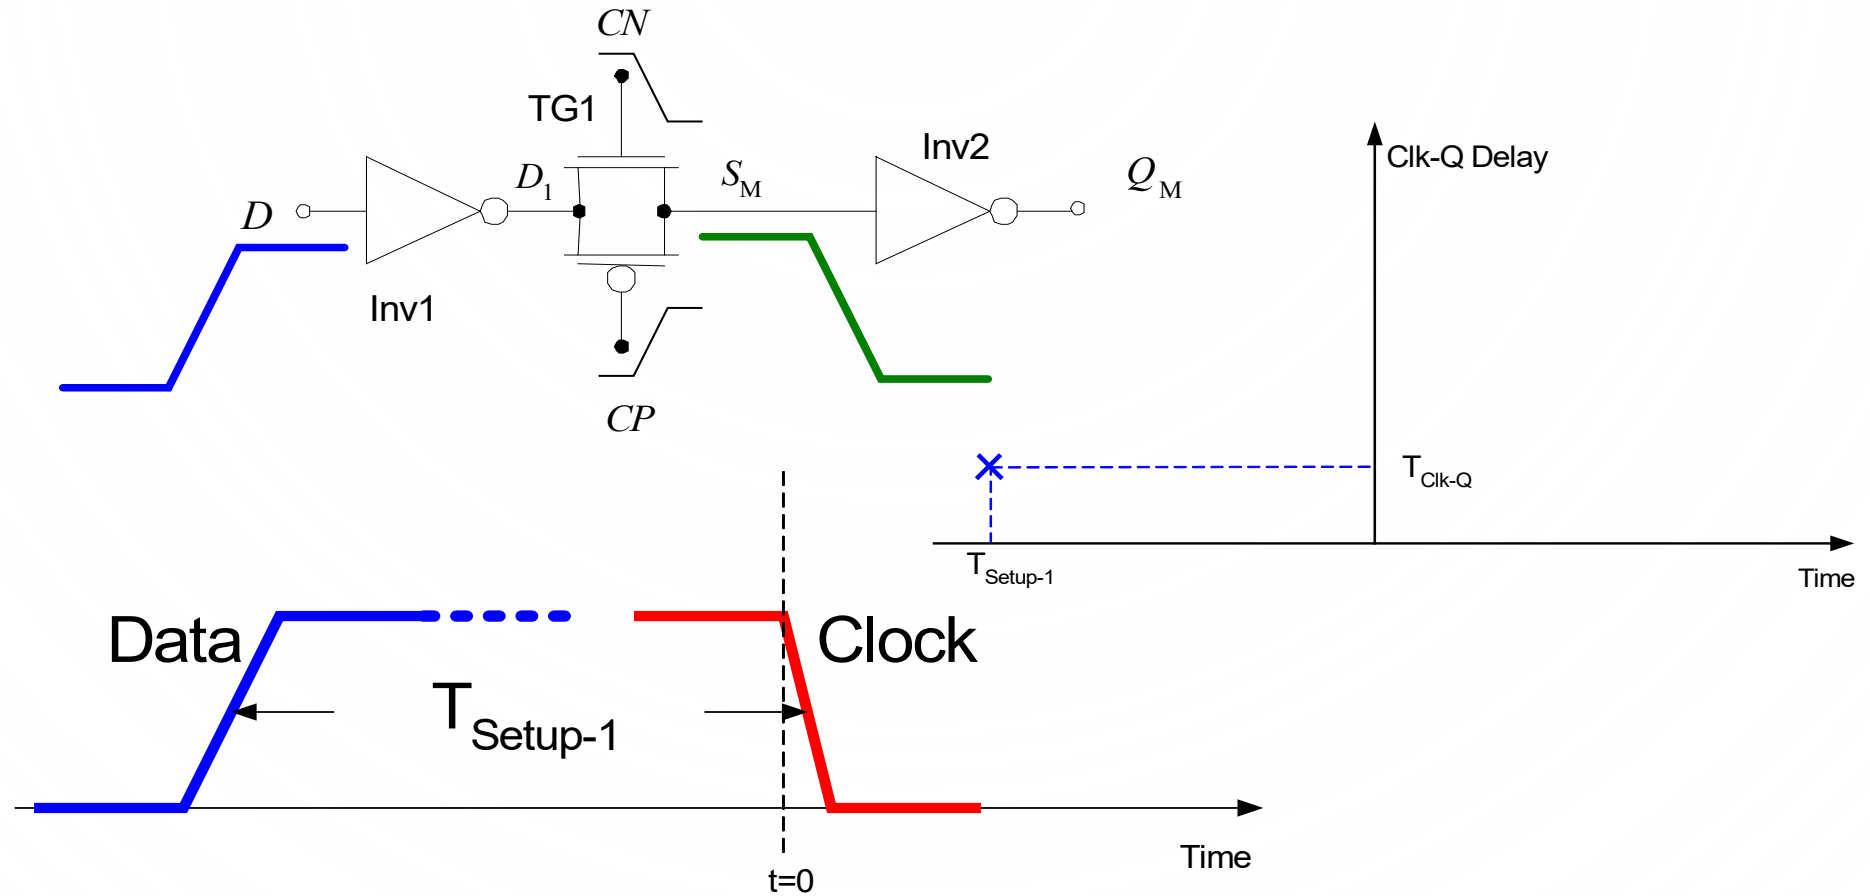 CN
TG1
Inv2
Clk-Q Delay
D
D1
SM
QM
Inv1
CP
TClk-Q
TSetup-1
Time
Data
Clock
TSetup-1
Time
t=0